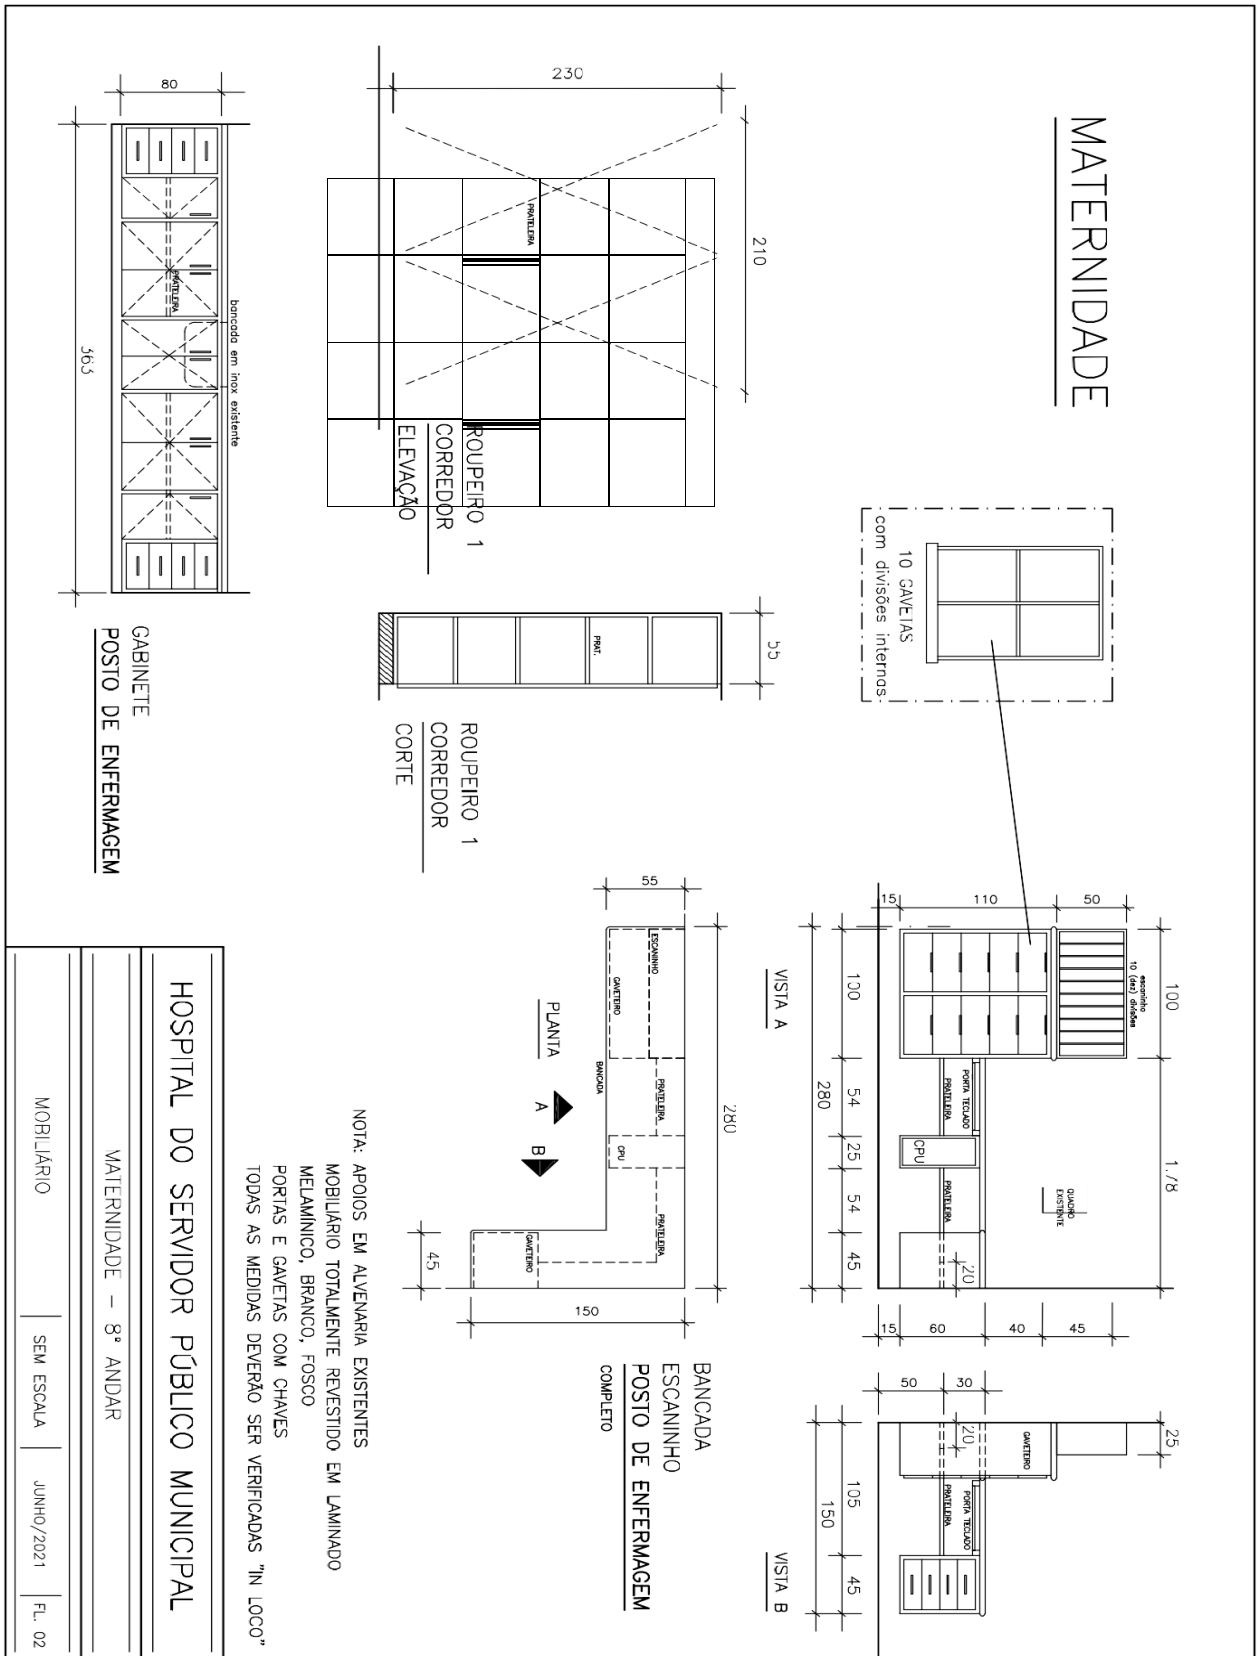 MATERNIDADE
10 GAVETAS
com divisões internas
230
210
PRATELEIRA
ROUPEIRO 1
CORREDOR
ELEVAÇÃO
55
PRAT.
ROUPEIRO 1
CORREDOR
CORTE
80
bancada em inox existente
PRATELEIRA
363
GABINETE
POSTO DE ENFERMAGEM
100
1.78
50
110
15
escaninho
10 (dez) divisões
PORTA TECLADO
PRATELEIRA
CPU
PRATELEIRA
QUADRO
EXISTENTE
20
100
54
25
54
45
280
VISTA A
45
40
60
15
25
30
50
GAVETEIRO
20
PORTA TECLADO
PRATELEIRA
105
45
150
VISTA B
280
55
ESCANINHO
GAVETEIRO
PRATELEIRA
CPU
PRATELEIRA
BANCADA
GAVETEIRO
150
45
PLANTA
A
B
BANCADA
ESCANINHO
POSTO DE ENFERMAGEM
COMPLETO
NOTA: APOIOS EM ALVENARIA EXISTENTES
MOBILIÁRIO TOTALMENTE REVESTIDO EM LAMINADO
MELAMÍNICO, BRANCO, FOSCO
PORTAS E GAVETAS COM CHAVES
TODAS AS MEDIDAS DEVERÃO SER VERIFICADAS "IN LOCO"
HOSPITAL DO SERVIDOR PÚBLICO MUNICIPAL
MATERNIDADE – 8º ANDAR
MOBILIÁRIO
SEM ESCALA
JUNHO/2021
FL. 02